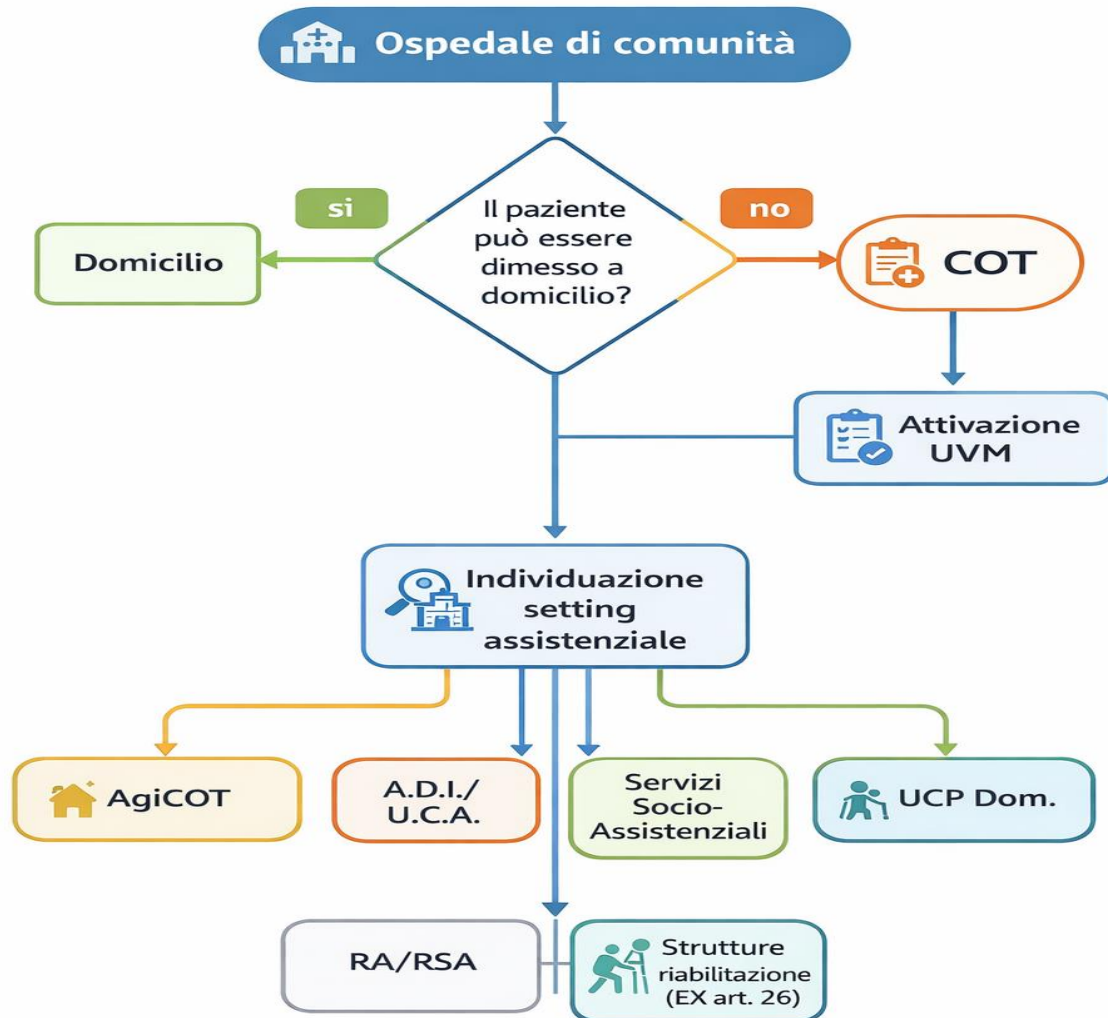 Ospedale di comunità
si
no
Il paziente
può essere
dimesso a
domicilio?
Domicilio
COT
Attivazione
UVM
Individuazione
setting
assistenziale
AgiCOT
A.D.I./
U.C.A.
Servizi
Socio-
Assistenziali
UCP Dom.
RA/RSA
Strutture
riabilitazione
(EX art. 26)